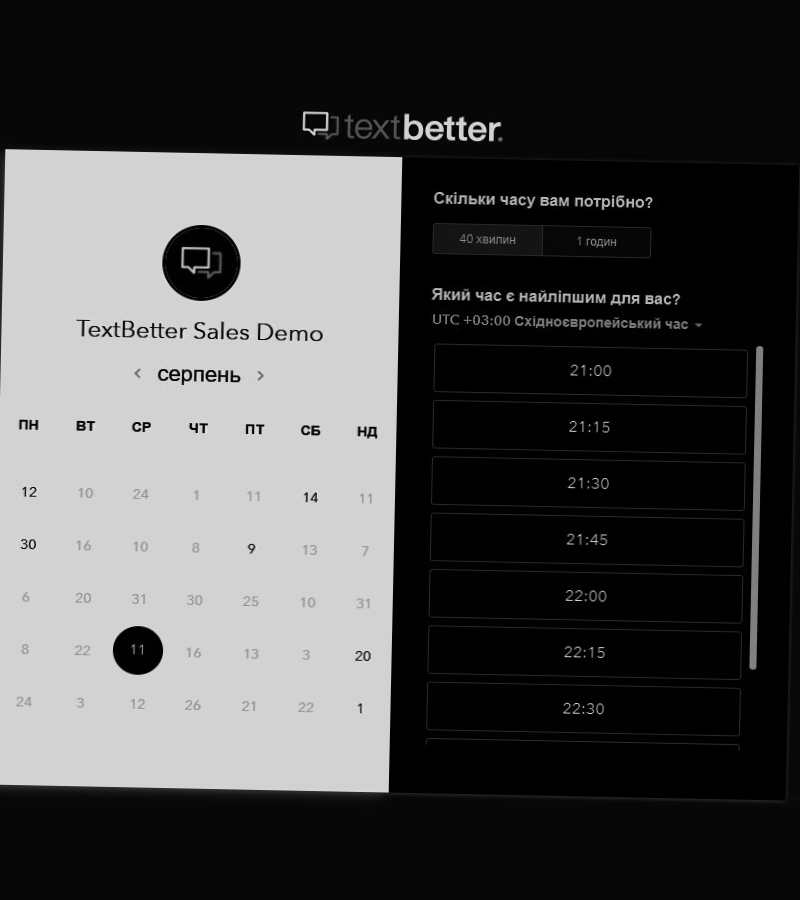 textbetter.
TextBetter Sales Demo
серпень
ПН ВТ СР ЧТ ПТ СБ НД
12 10 24 1 11 14 11
30 16 10 8 9 13 7
6 20 31 30 25 10 31
8 22 11 16 13 3 20
24 3 12 26 21 22 1
Скільки часу вам потрібно?
40 хвилин 1 годин
Який час є найліпшим для вас?
UTC +03:00 Східноєвропейський час
21:00
21:15
21:30
21:45
22:00
22:15
22:30